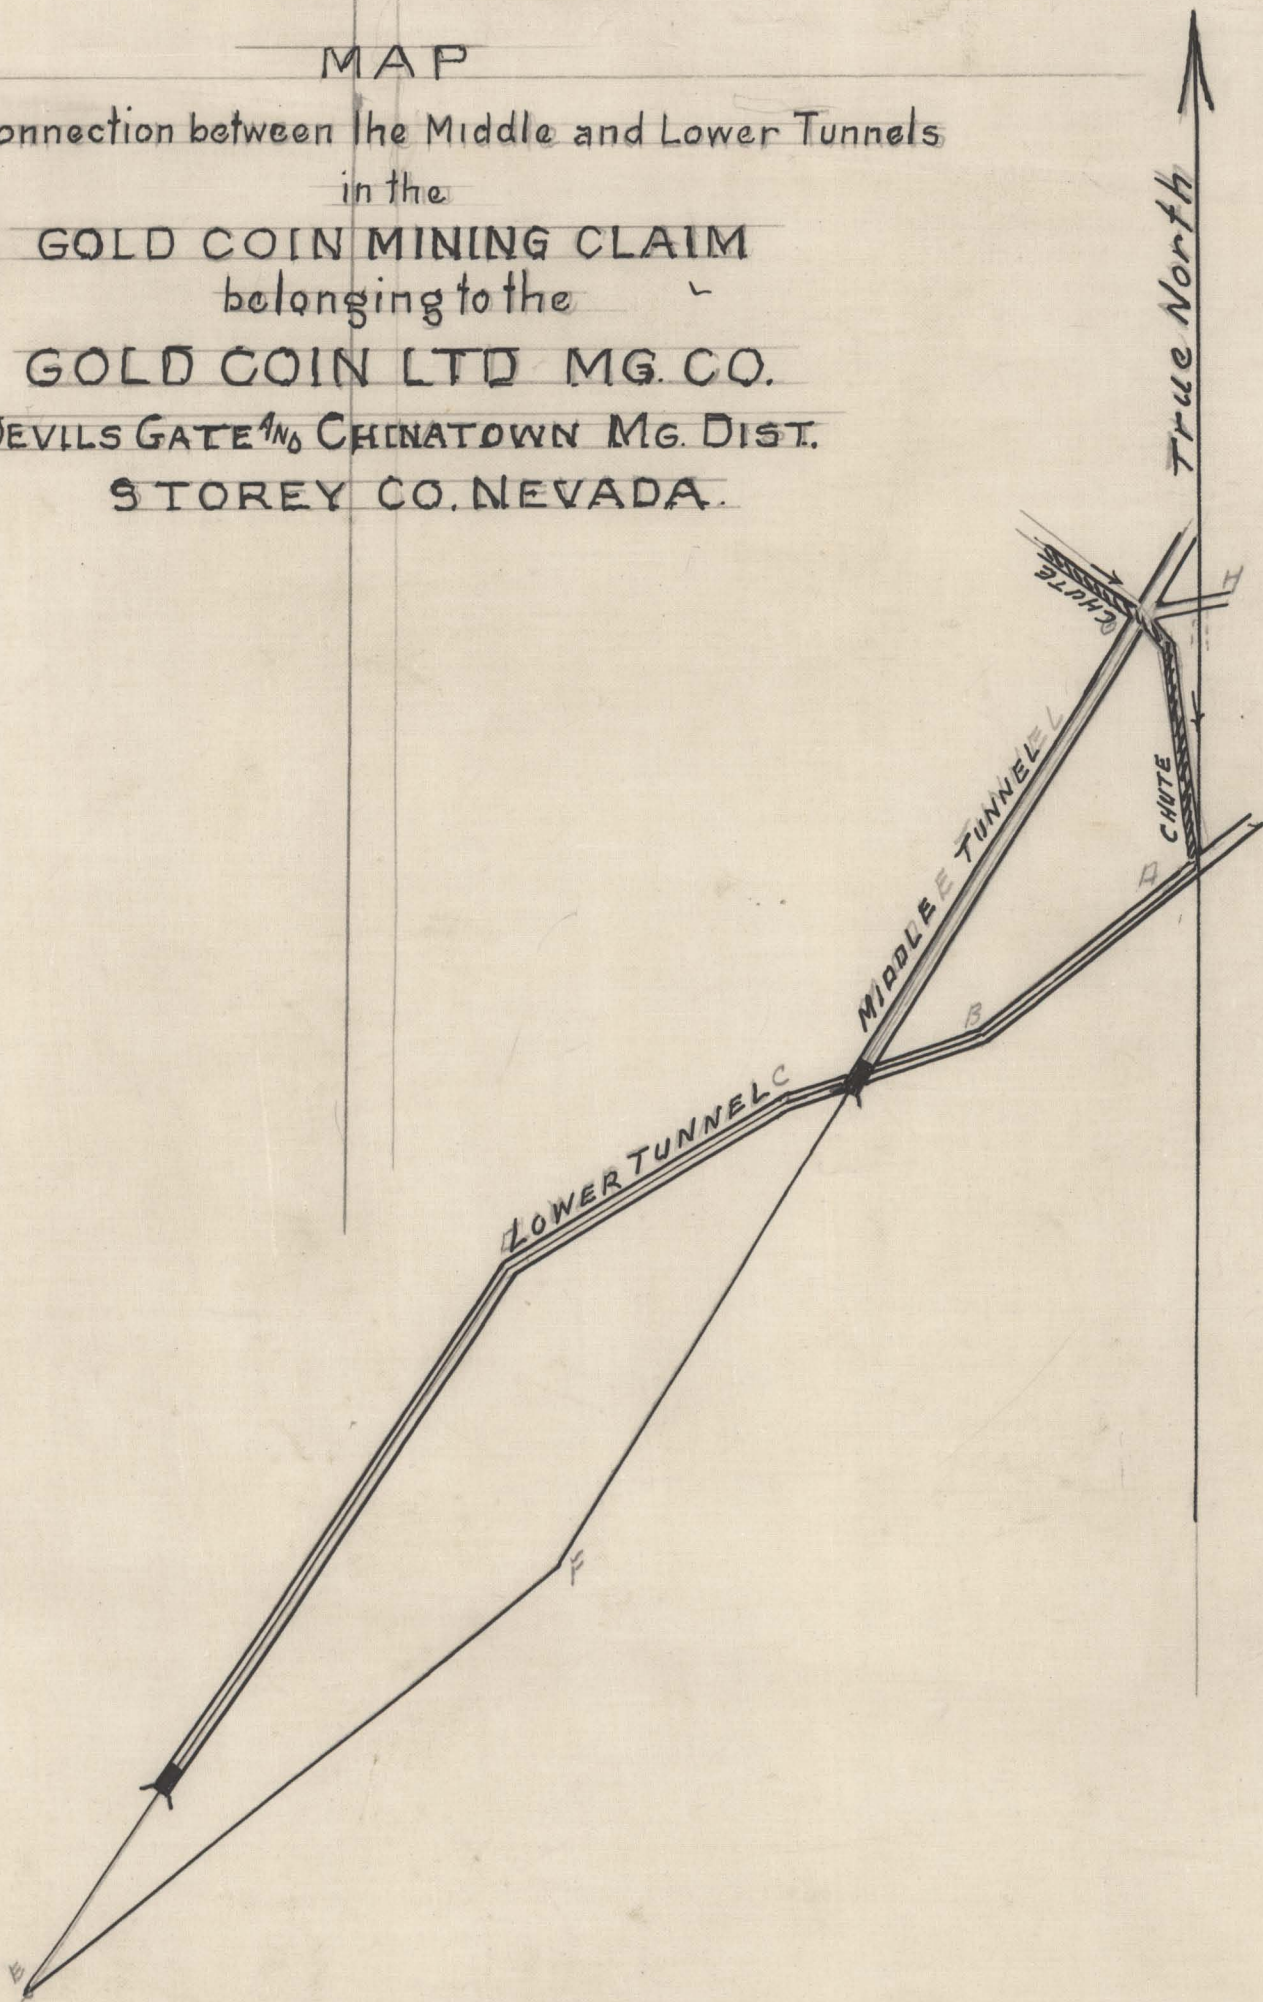 MAP
onnection between the Middle and Lower Tunnels
in the
GOLD COIN MINING CLAIM
belonging to the
GOLD COIN LTD MG. CO.
DEVILS GATE AND CHINATOWN MG. DIST.
STOREY CO. NEVADA.
True North
CHUTE
H
MIDDLE TUNNEL
CHUTE
A
B
C
LOWER TUNNEL
F
E